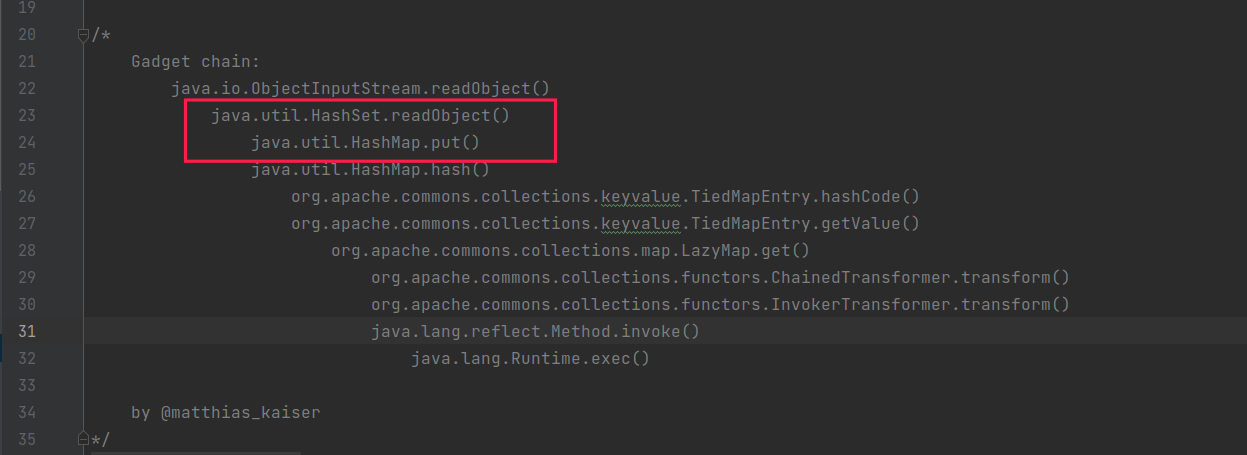 19
20 /*
21     Gadget chain:
22         java.io.ObjectInputStream.readObject()
23             java.util.HashSet.readObject()
24                 java.util.HashMap.put()
25                 java.util.HashMap.hash()
26                     org.apache.commons.collections.keyvalue.TiedMapEntry.hashCode()
27                     org.apache.commons.collections.keyvalue.TiedMapEntry.getValue()
28                         org.apache.commons.collections.map.LazyMap.get()
29                             org.apache.commons.collections.functors.ChainedTransformer.transform()
30                             org.apache.commons.collections.functors.InvokerTransformer.transform()
31                             java.lang.reflect.Method.invoke()
32                                 java.lang.Runtime.exec()
33
34     by @matthias_kaiser
35 */